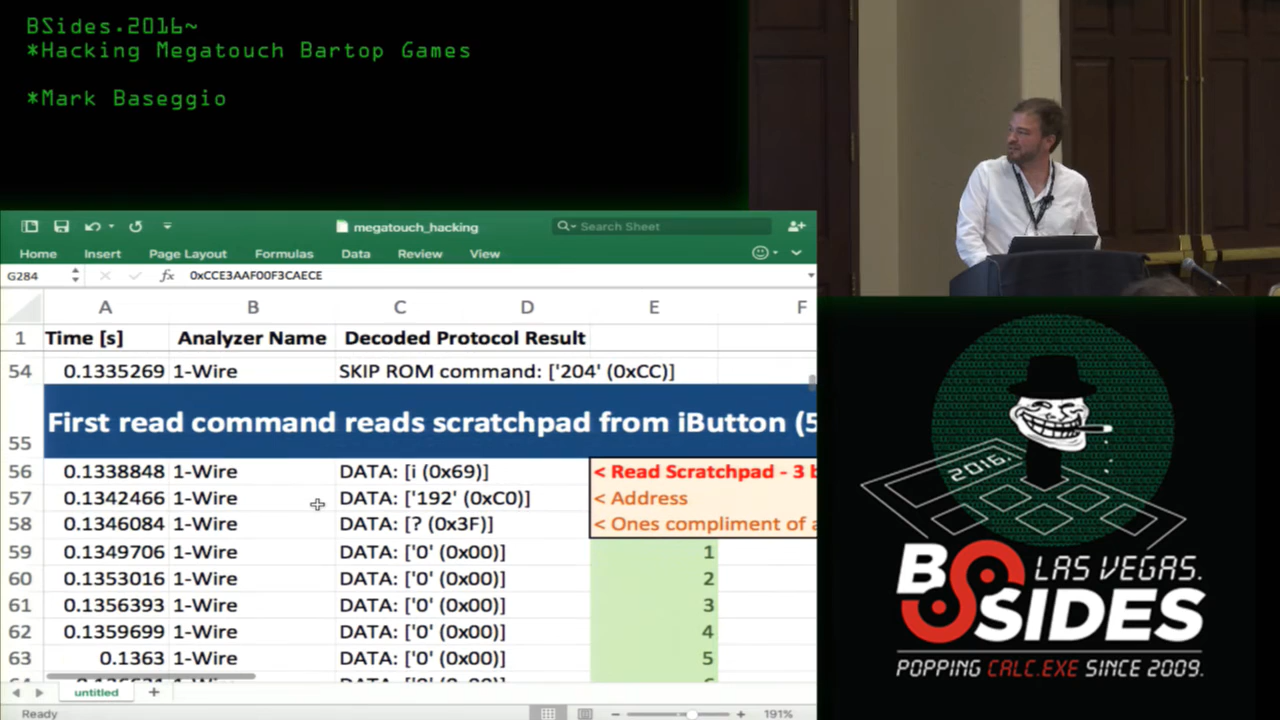 BSides.2016~
*Hacking Megatouch Bartop Games
*Mark Baseggio
megatouch_hacking
Search Sheet
Home Insert Page Layout Formulas Data Review View
G284 fx 0xCCE3AAF00F3CAECE
A B C D E F
1 Time [s] Analyzer Name Decoded Protocol Result
54 0.1335269 1-Wire SKIP ROM command: ['204' (0xCC)]
55 First read command reads scratchpad from iButton (5
56 0.1338848 1-Wire DATA: [i (0x69)] < Read Scratchpad - 3 b
57 0.1342466 1-Wire DATA: ['192' (0xC0)] < Address
58 0.1346084 1-Wire DATA: [? (0x3F)] < Ones compliment of a
59 0.1349706 1-Wire DATA: ['0' (0x00)] 1
60 0.1353016 1-Wire DATA: ['0' (0x00)] 2
61 0.1356393 1-Wire DATA: ['0' (0x00)] 3
62 0.1359699 1-Wire DATA: ['0' (0x00)] 4
63 0.1363 1-Wire DATA: ['0' (0x00)] 5
untitled
Ready 191%
2016.
BSIDES
LAS VEGAS.
POPPING CALC.EXE SINCE 2009.